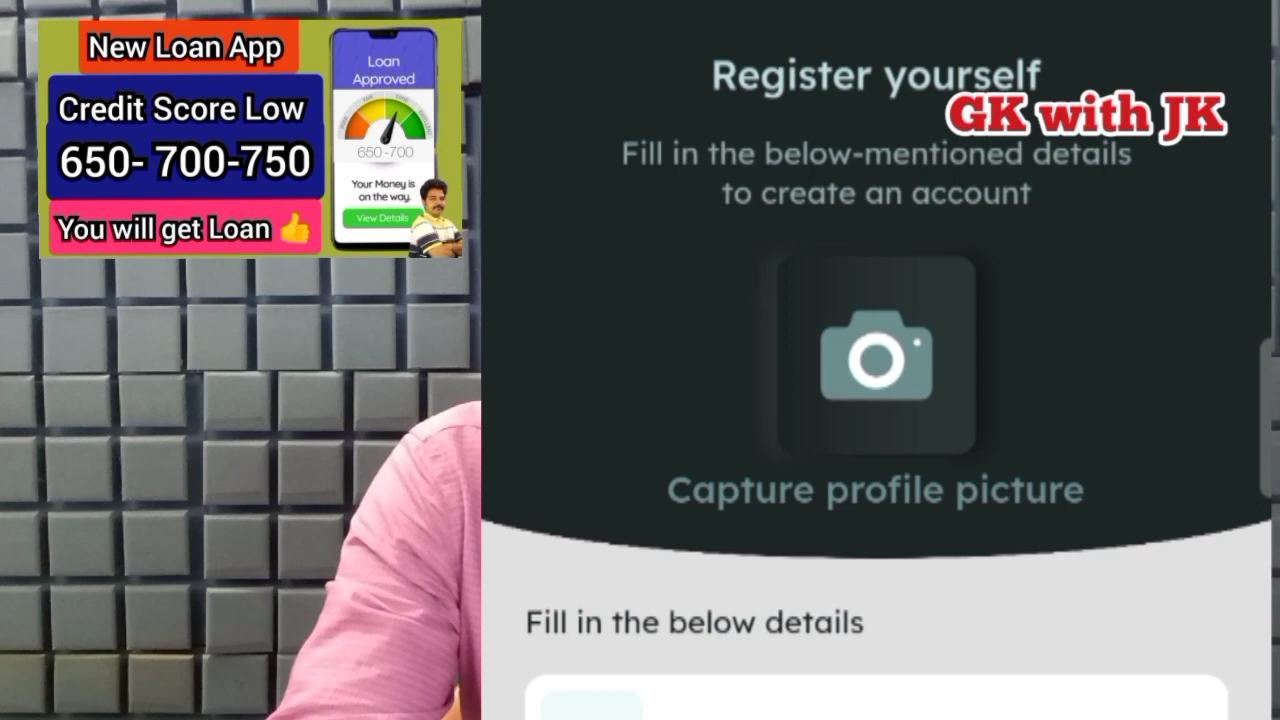 New Loan App
Credit Score Low
650- 700-750
You will get Loan 👍
Loan
Approved
650-700
Your Money is
on the way.
View Details
Register yourself
GK with JK
Fill in the below-mentioned details
to create an account
Capture profile picture
Fill in the below details